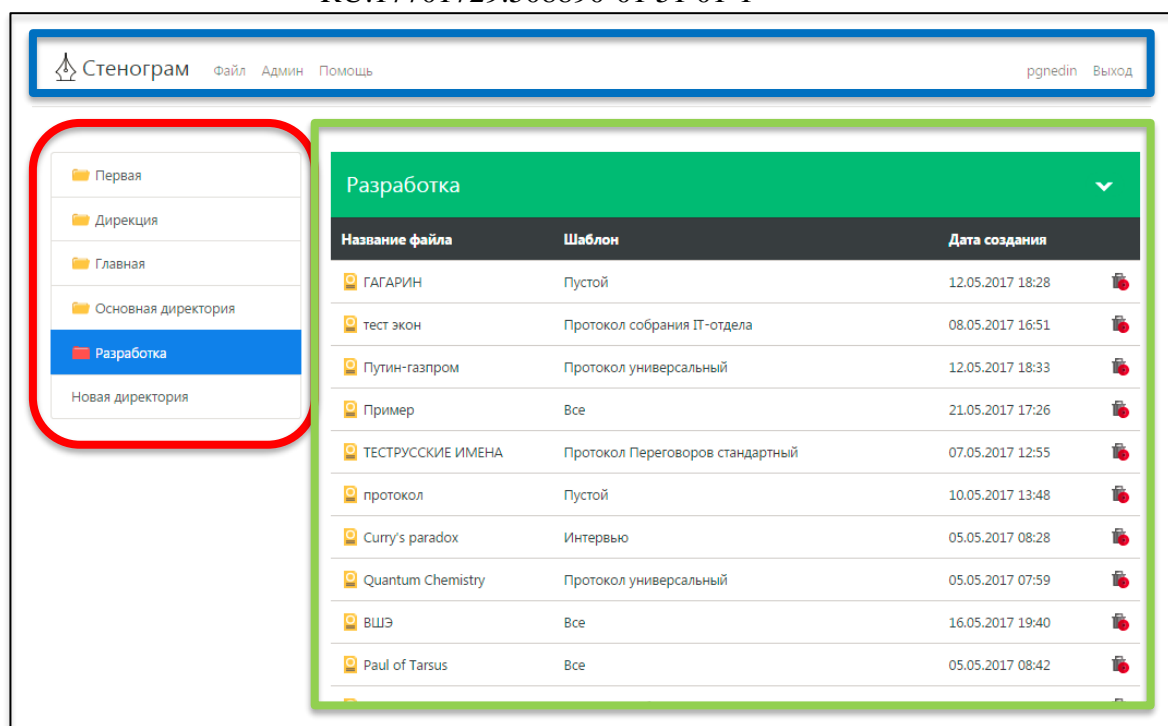 Стенограм Файл Админ Помощь pgnedin Выход
Первая
Дирекция
Главная
Основная директория
Разработка
Новая директория
Разработка
Название файла Шаблон Дата создания
ГАГАРИН Пустой 12.05.2017 18:28
тест экон Протокол собрания IT-отдела 08.05.2017 16:51
Путин-газпром Протокол универсальный 12.05.2017 18:33
Пример Все 21.05.2017 17:26
ТЕСТРУССКИЕ ИМЕНА Протокол Переговоров стандартный 07.05.2017 12:55
протокол Пустой 10.05.2017 13:48
Curry's paradox Интервью 05.05.2017 08:28
Quantum Chemistry Протокол универсальный 05.05.2017 07:59
ВШЭ Все 16.05.2017 19:40
Paul of Tarsus Все 05.05.2017 08:42